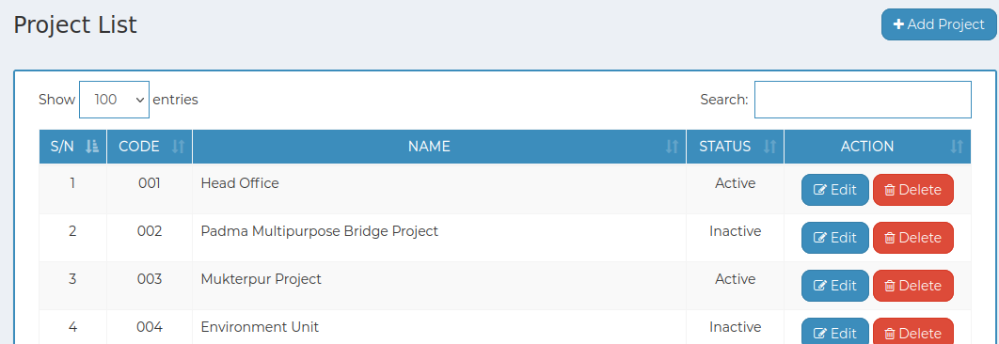 Project List
Add Project
Show 100 entries
Search:
S/N CODE NAME STATUS ACTION
1 001 Head Office Active Edit Delete
2 002 Padma Multipurpose Bridge Project Inactive Edit Delete
3 003 Mukterpur Project Active Edit Delete
4 004 Environment Unit Inactive Edit Delete